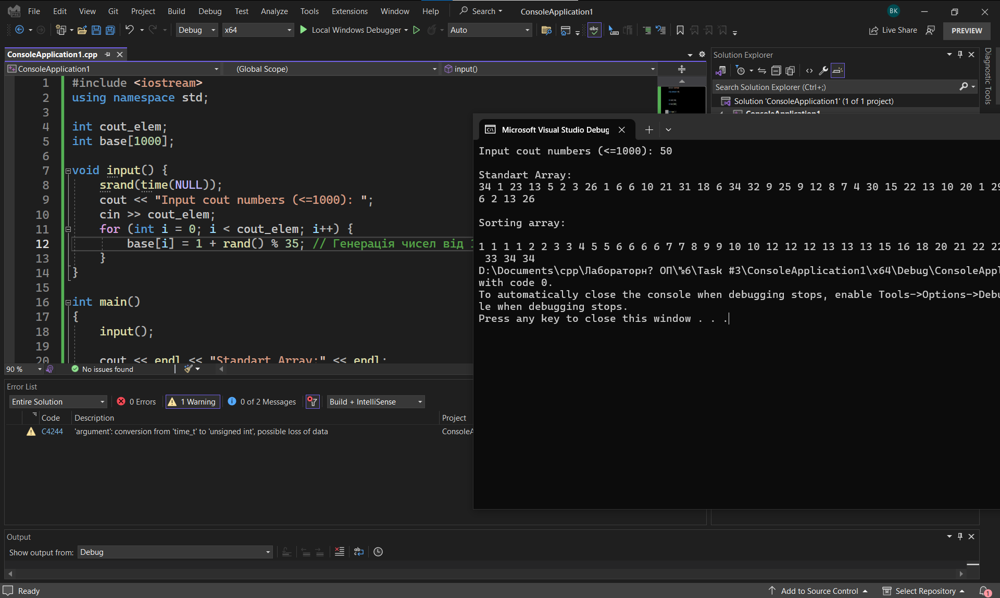 File Edit View Git Project Build Debug Test Analyze Tools Extensions Window Help Search ConsoleApplication1 BK
Debug x64 Local Windows Debugger Auto Live Share PREVIEW
ConsoleApplication1.cpp
ConsoleApplication1 (Global Scope) input()
1 #include <iostream>
2 using namespace std;
3
4 int cout_elem;
5 int base[1000];
6
7 void input() {
8 srand(time(NULL));
9 cout << "Input cout numbers (<=1000): ";
10 cin >> cout_elem;
11 for (int i = 0; i < cout_elem; i++) {
12 base[i] = 1 + rand() % 35; // Генерація чисел від
13 }
14 }
15
16 int main()
17 {
18 input();
19
20 cout << endl << "Standart Array:" << endl;
90 % No issues found
Solution Explorer
Search Solution Explorer (Ctrl+;)
Solution 'ConsoleApplication1' (1 of 1 project)
ConsoleApplication1
Diagnostic Tools
Microsoft Visual Studio Debug
Input cout numbers (<=1000): 50
Standart Array:
34 1 23 13 5 2 3 26 1 6 6 10 21 31 18 6 34 32 9 25 9 12 8 7 4 30 15 22 13 10 20 1 29
6 2 13 26
Sorting array:
1 1 1 1 2 2 3 3 4 5 5 6 6 6 6 7 7 8 9 9 10 10 12 12 12 13 13 13 15 16 18 20 21 22 22
33 34 34
D:\Documents\cpp\Лабораторн? ОП\№6\Task #3\ConsoleApplication1\x64\Debug\ConsoleAppl
with code 0.
To automatically close the console when debugging stops, enable Tools->Options->Debu
le when debugging stops.
Press any key to close this window . . .
Error List
Entire Solution 0 Errors 1 Warning 0 of 2 Messages Build + IntelliSense
Code Description Project
C4244 'argument': conversion from 'time_t' to 'unsigned int', possible loss of data ConsoleA
Output
Show output from: Debug
Ready Add to Source Control Select Repository 1